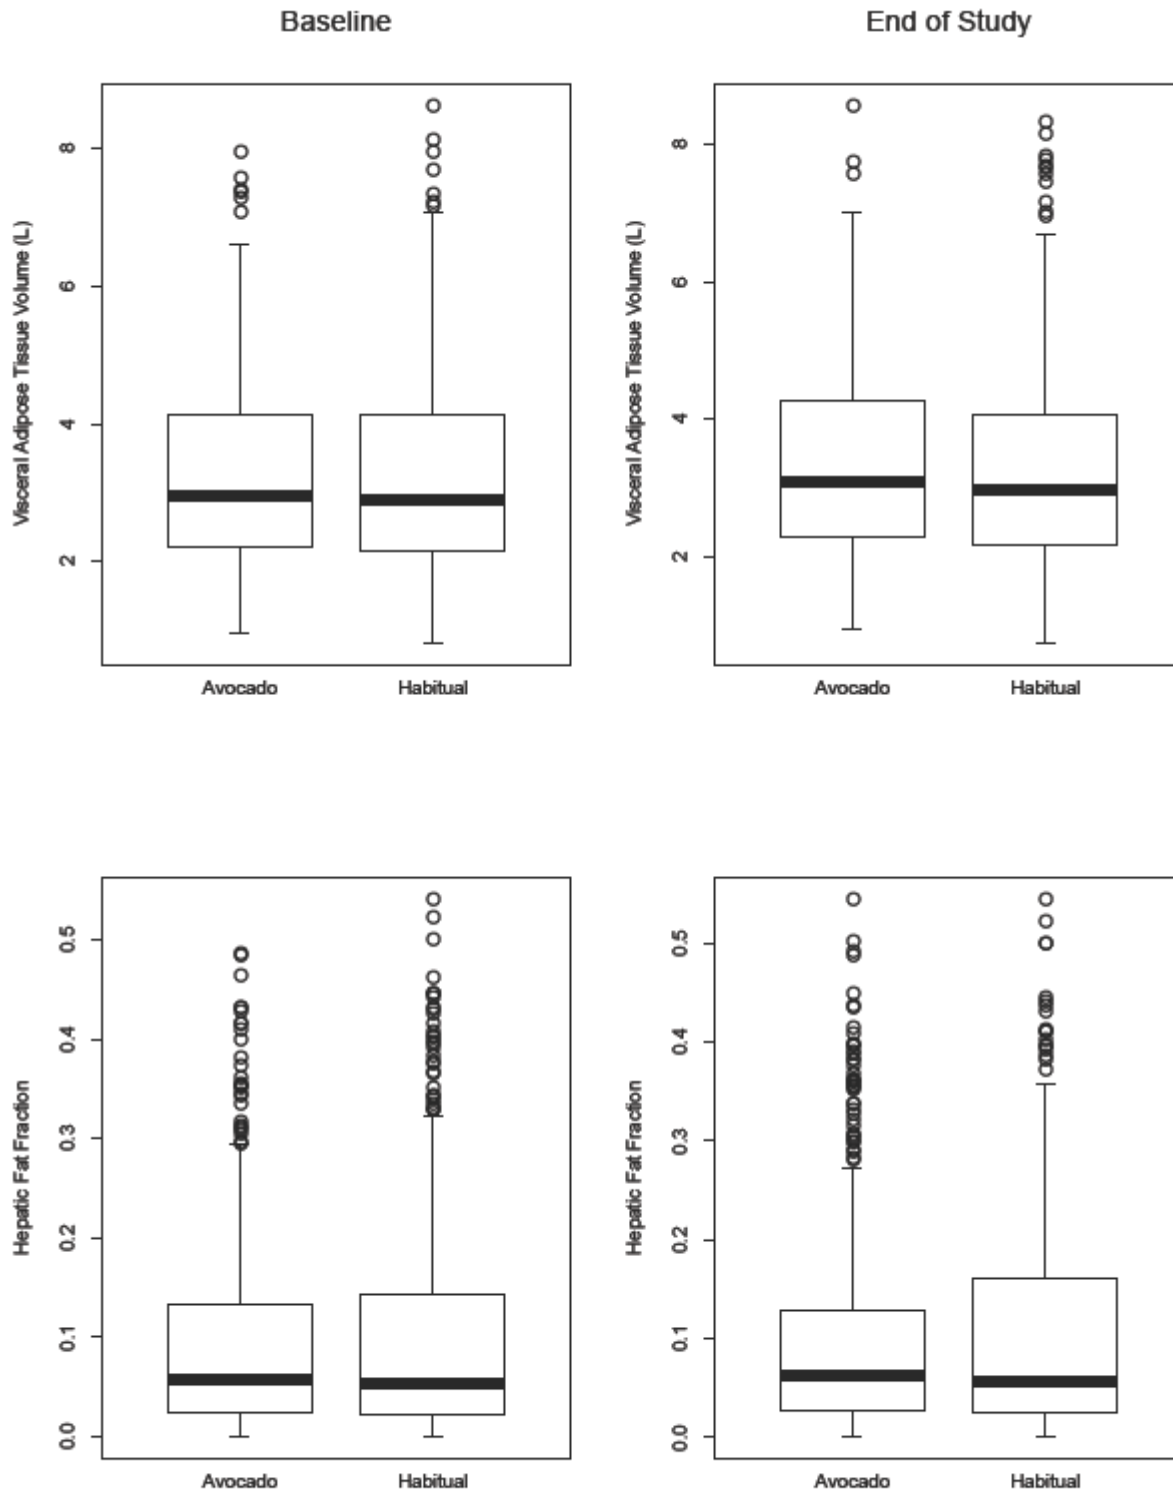 Baseline
End of Study
Visceral Adipose Tissue Volume (L)
8
6
4
2
Avocado
Habitual
Visceral Adipose Tissue Volume (L)
8
6
4
2
Avocado
Habitual
Hepatic Fat Fraction
0.5
0.4
0.3
0.2
0.1
0.0
Avocado
Habitual
Hepatic Fat Fraction
0.5
0.4
0.3
0.2
0.1
0.0
Avocado
Habitual